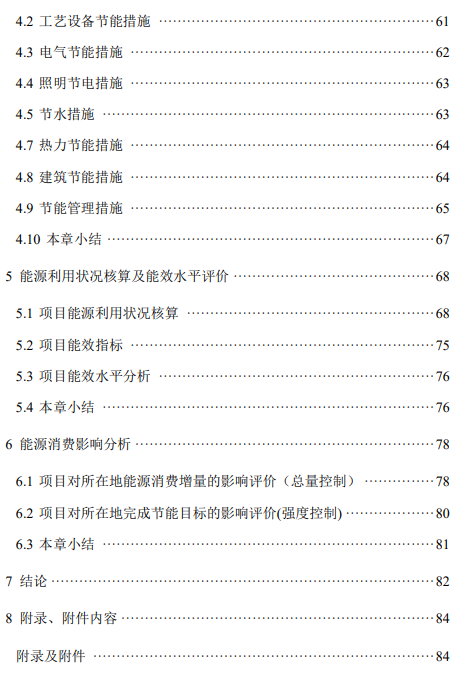 4.2 工艺设备节能措施 ⋯⋯⋯⋯⋯⋯⋯⋯⋯⋯⋯⋯ 61
4.3 电气节能措施 ⋯⋯⋯⋯⋯⋯⋯⋯⋯⋯⋯⋯ 62
4.4 照明节电措施 ⋯⋯⋯⋯⋯⋯⋯⋯⋯⋯⋯⋯ 63
4.5 节水措施 ⋯⋯⋯⋯⋯⋯⋯⋯⋯⋯⋯⋯ 63
4.7 热力节能措施 ⋯⋯⋯⋯⋯⋯⋯⋯⋯⋯⋯⋯ 64
4.8 建筑节能措施 ⋯⋯⋯⋯⋯⋯⋯⋯⋯⋯⋯⋯ 64
4.9 节能管理措施 ⋯⋯⋯⋯⋯⋯⋯⋯⋯⋯⋯⋯ 65
4.10 本章小结 ⋯⋯⋯⋯⋯⋯⋯⋯⋯⋯⋯⋯ 67
5 能源利用状况核算及能效水平评价 ⋯⋯⋯⋯⋯⋯⋯⋯ 68
5.1 项目能源利用状况核算 ⋯⋯⋯⋯⋯⋯⋯⋯⋯⋯ 68
5.2 项目能效指标 ⋯⋯⋯⋯⋯⋯⋯⋯⋯⋯⋯⋯ 75
5.3 项目能效水平分析 ⋯⋯⋯⋯⋯⋯⋯⋯⋯⋯⋯⋯ 76
5.4 本章小结 ⋯⋯⋯⋯⋯⋯⋯⋯⋯⋯⋯⋯ 76
6 能源消费影响分析 ⋯⋯⋯⋯⋯⋯⋯⋯⋯⋯⋯⋯ 78
6.1 项目对所在地能源消费增量的影响评价（总量控制） ⋯⋯⋯⋯ 78
6.2 项目对所在地完成节能目标的影响评价(强度控制) ⋯⋯⋯⋯ 80
6.3 本章小结 ⋯⋯⋯⋯⋯⋯⋯⋯⋯⋯⋯⋯ 81
7 结论 ⋯⋯⋯⋯⋯⋯⋯⋯⋯⋯⋯⋯ 82
8 附录、附件内容 ⋯⋯⋯⋯⋯⋯⋯⋯⋯⋯⋯⋯ 84
附录及附件 ⋯⋯⋯⋯⋯⋯⋯⋯⋯⋯⋯⋯ 84